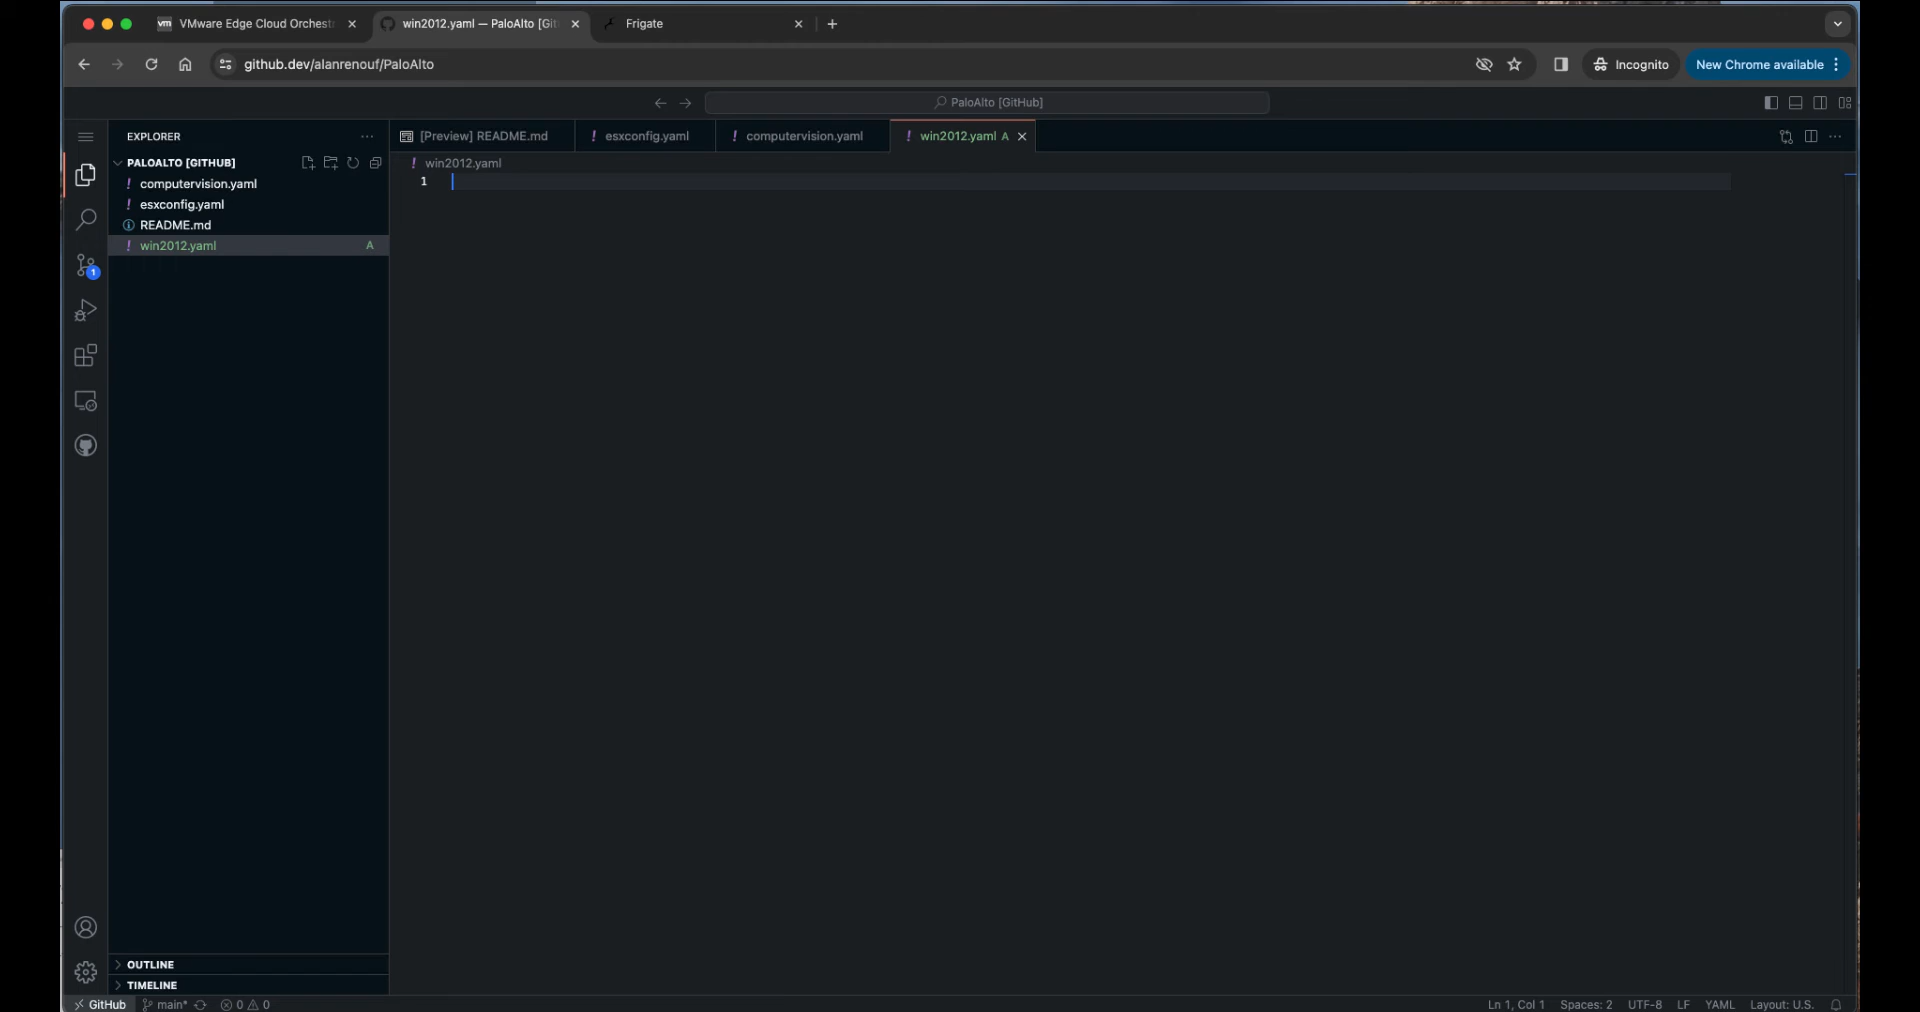 VMware Edge Cloud Orchestr
win2012.yaml — PaloAlto [Git
Frigate
github.dev/alanrenouf/PaloAlto
Incognito
New Chrome available
PaloAlto [GitHub]
EXPLORER
[Preview] README.md
esxconfig.yaml
computervision.yaml
win2012.yaml A
PALOALTO [GITHUB]
win2012.yaml
computervision.yaml
1
esxconfig.yaml
README.md
win2012.yaml A
1
OUTLINE
TIMELINE
GitHub main* 0 0 Ln 1, Col 1 Spaces: 2 UTF-8 LF YAML Layout: U.S.